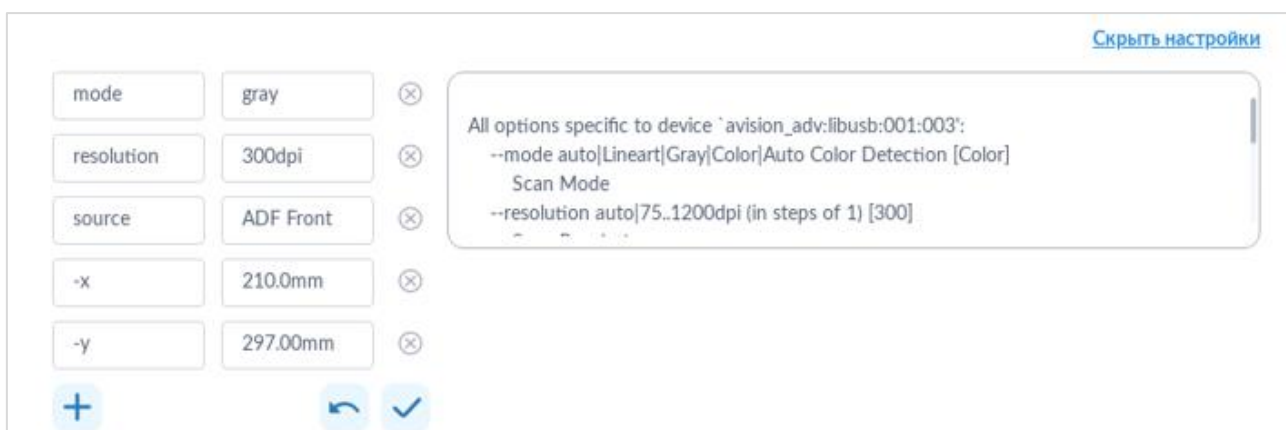 Скрыть настройки
mode gray
resolution 300dpi
source ADF Front
-x 210.0mm
-y 297.00mm
All options specific to device `avision_adv:libusb:001:003':
--mode auto|Lineart|Gray|Color|Auto Color Detection [Color]
Scan Mode
--resolution auto|75..1200dpi (in steps of 1) [300]